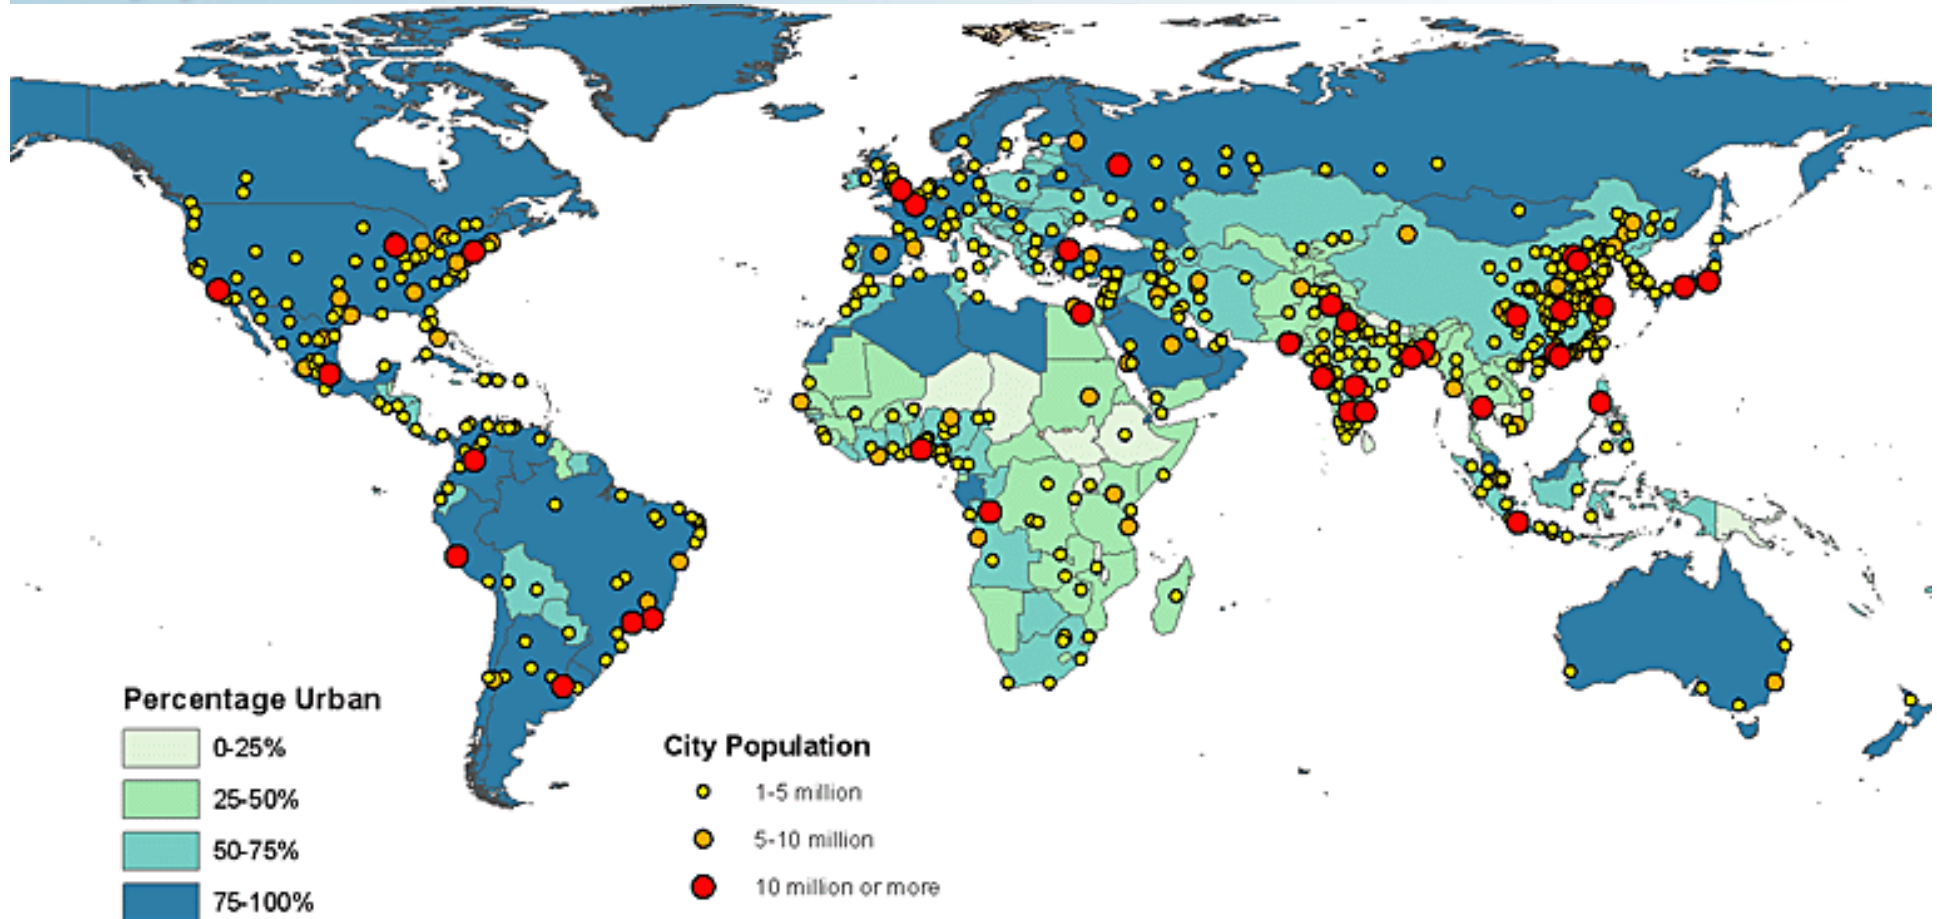 Percentage Urban
0-25%
25-50%
50-75%
75-100%
City Population
1-5 million
5-10 million
10 million or more